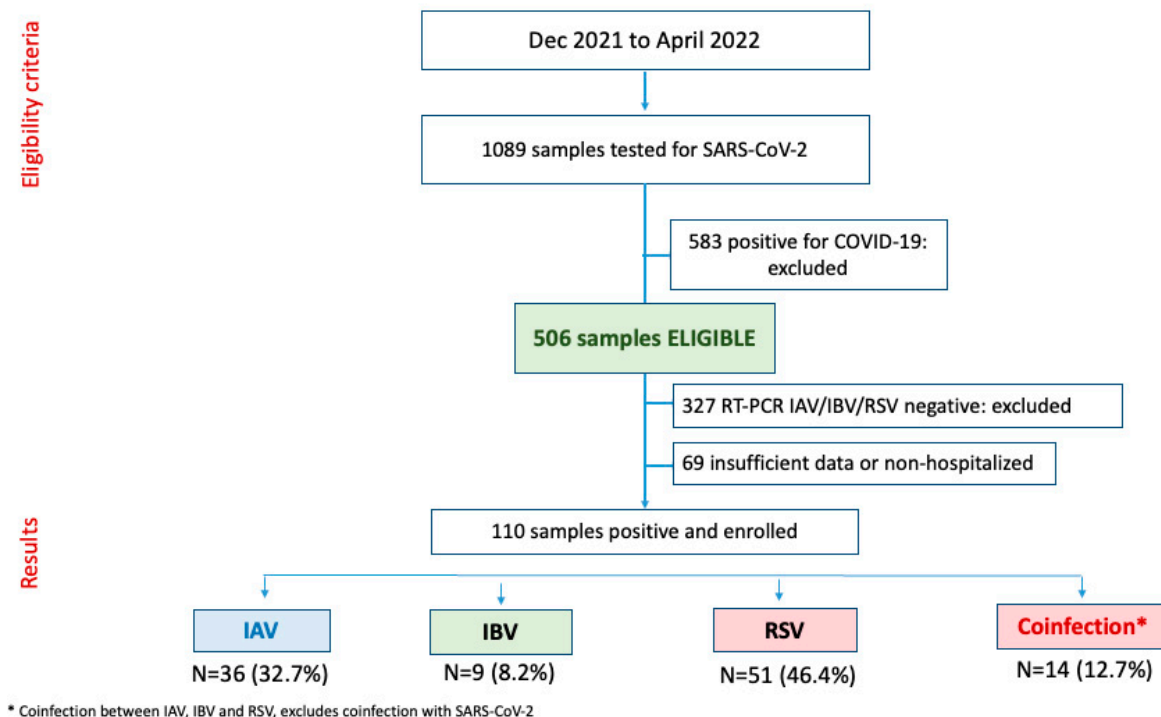 Eligibility criteria
Dec 2021 to April 2022
1089 samples tested for SARS-CoV-2
583 positive for COVID-19:
excluded
506 samples ELIGIBLE
327 RT-PCR IAV/IBV/RSV negative: excluded
69 insufficient data or non-hospitalized
Results
110 samples positive and enrolled
IAV
IBV
RSV
Coinfection*
N=36 (32.7%)
N=9 (8.2%)
N=51 (46.4%)
N=14 (12.7%)
* Coinfection between IAV, IBV and RSV, excludes coinfection with SARS-CoV-2